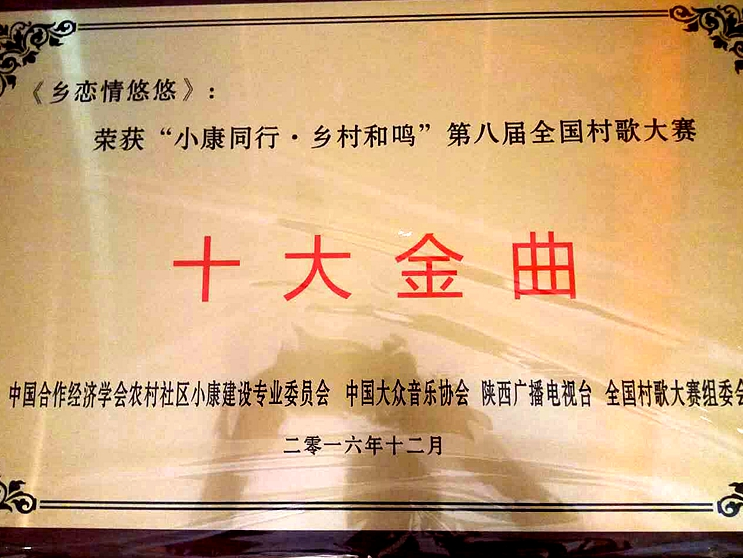 《乡恋情悠悠》:
荣获“小康同行·乡村和鸣”第八届全国村歌大赛
十大金曲
中国合作经济学会农村社区小康建设专业委员会 中国大众音乐协会 陕西广播电视台 全国村歌大赛组委会
二零一六年十二月